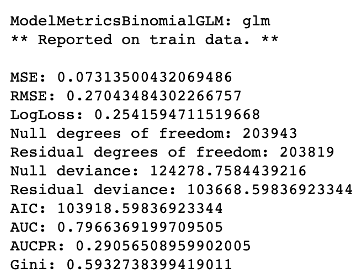 ModelMetricsBinomialGLM: glm
** Reported on train data. **
MSE: 0.07313500432069486
RMSE: 0.27043484302266757
LogLoss: 0.2541594711519668
Null degrees of freedom: 203943
Residual degrees of freedom: 203819
Null deviance: 124278.7584439216
Residual deviance: 103668.59836923344
AIC: 103918.59836923344
AUC: 0.7966369199709505
AUCPR: 0.29056508959902005
Gini: 0.5932738399419011